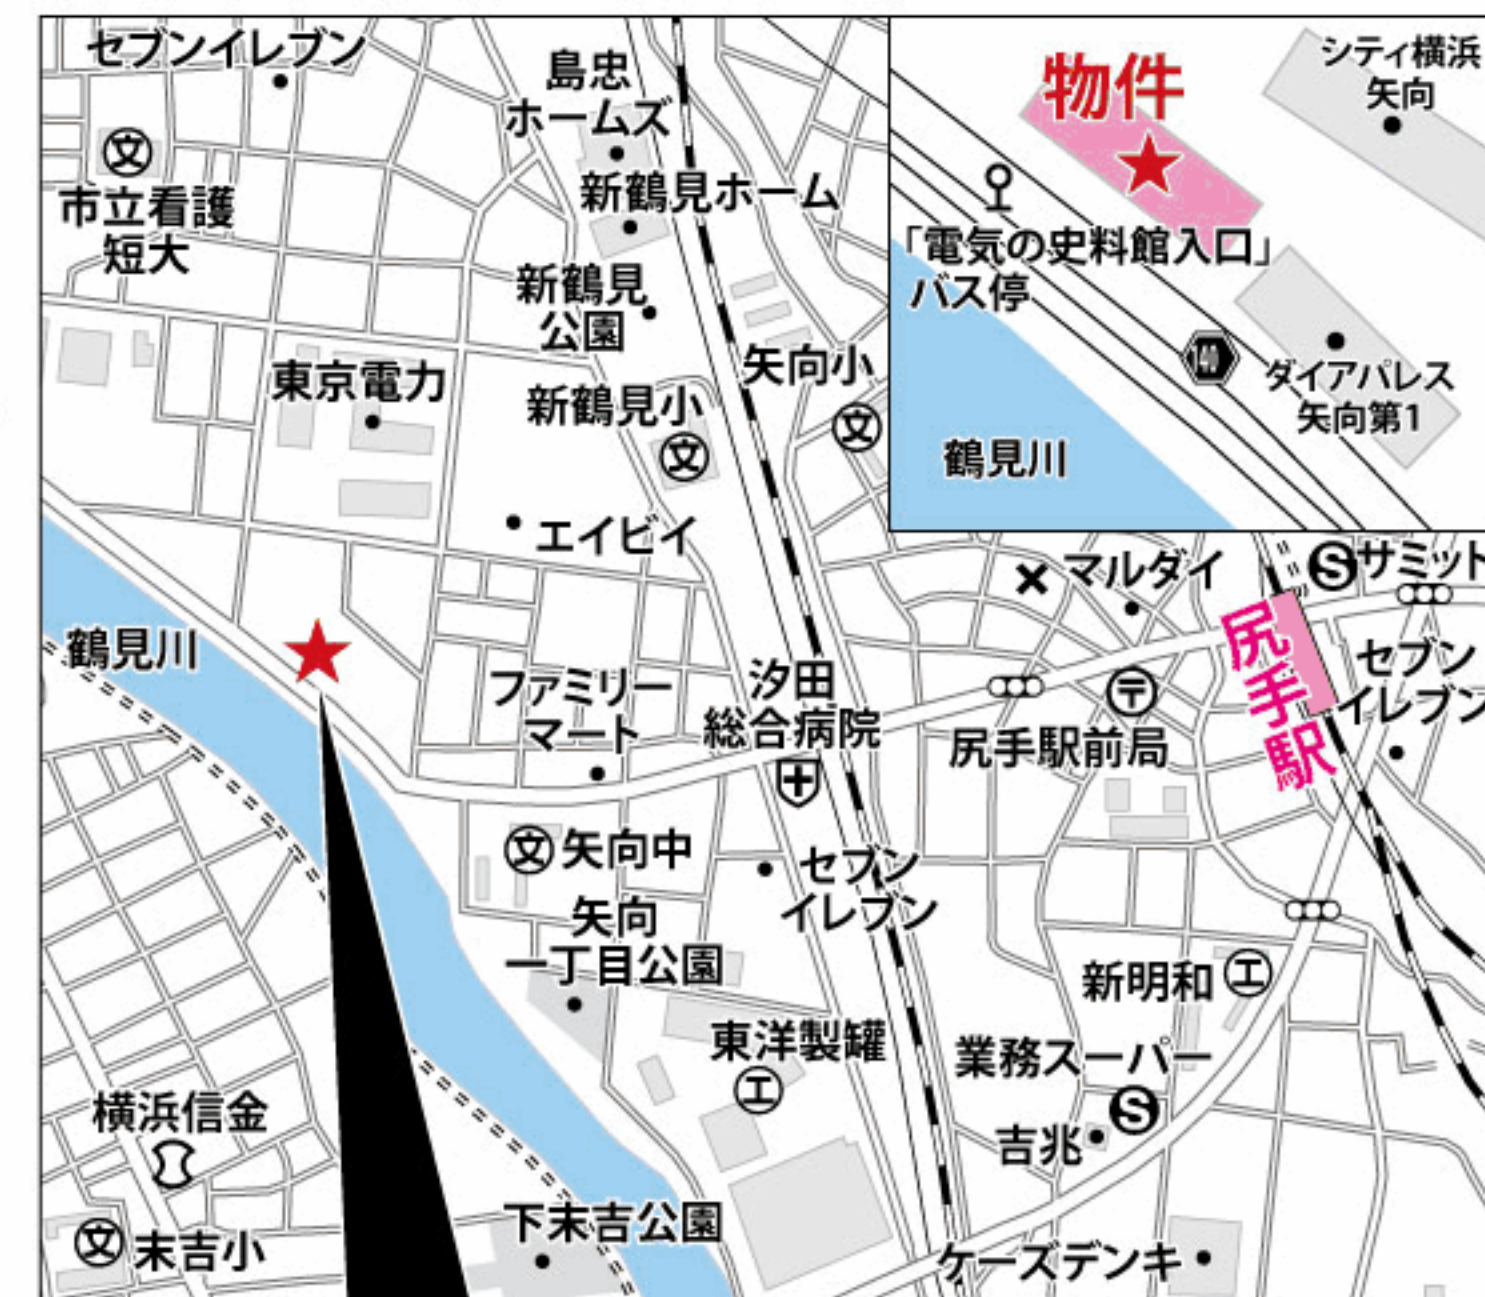 セブンイレブン
島忠
ホームズ
文
市立看護
短大
新鶴見ホーム
新鶴見
公園
東京電力
新鶴見小
文
矢向小
文
エイビイ
物件
シティ横浜
矢向
「電気の史料館入口」
バス停
140
ダイアパレス
矢向第1
鶴見川
マルダイ
S
サミット
尻手駅
セブン
イレブン
鶴見川
ファミリー
マート
汐田
総合病院
〒
尻手駅前局
文
矢向中
セブン
イレブン
矢向
一丁目公園
新明和
工
東洋製罐
工
業務スーパー
S
吉兆
横浜信金
文
末吉小
下末吉公園
ケーズデンキ